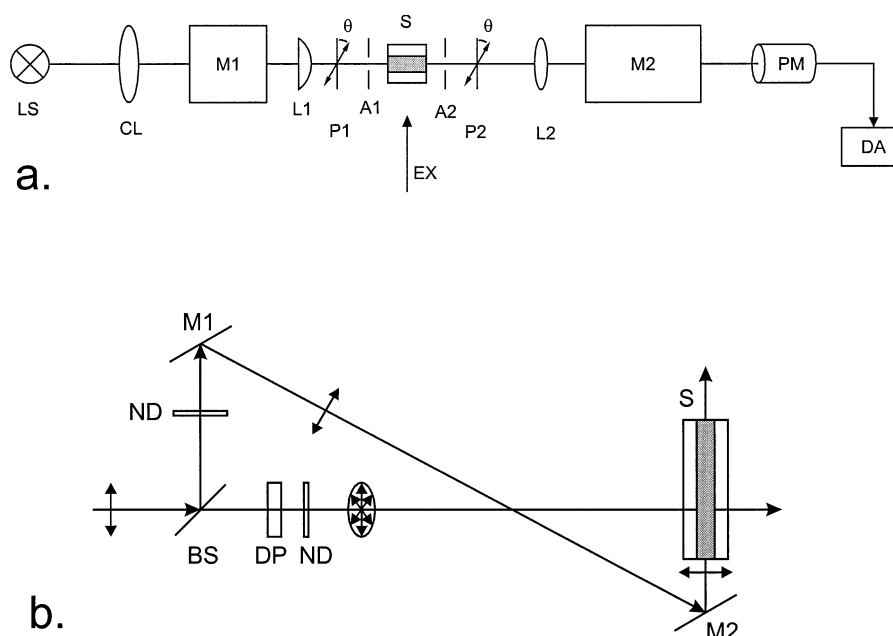 θ S θ
M1 M2 PM
LS CL L1 A1 A2 L2 DA
P1 P2
EX
a.
M1
ND S
BS DP ND
M2
b.